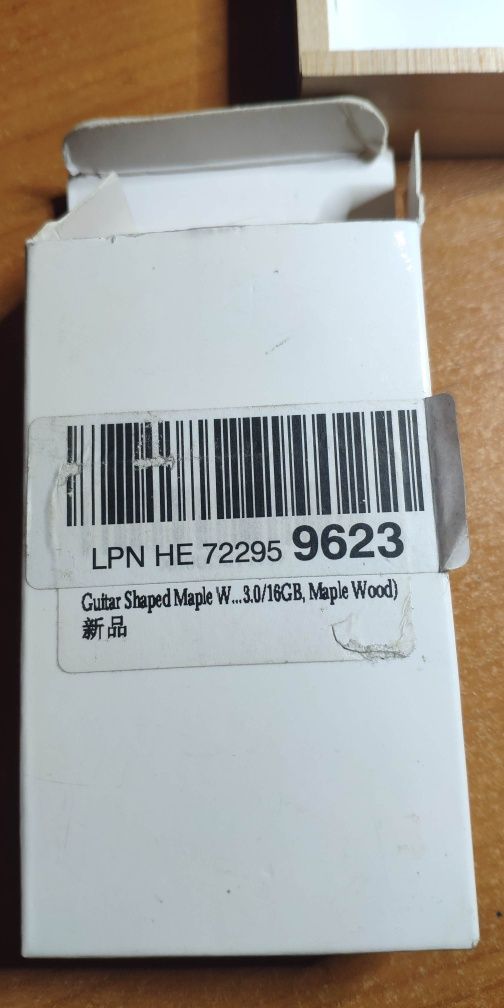 LPN HE 72295 9623
Guitar Shaped Maple W...3.0/16GB, Maple Wood)
新品